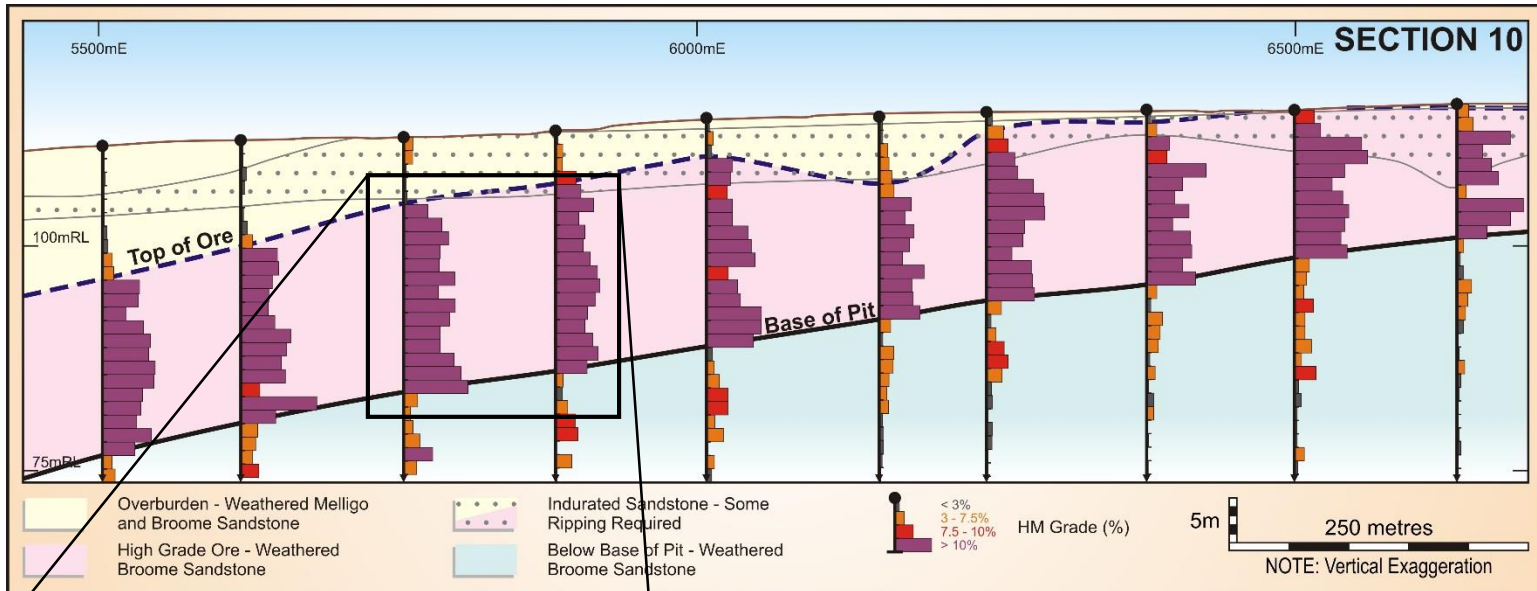 5500mE
6000mE
6500mE
SECTION 10
100mRL
Top of Ore
Base of Pit
75mRL
Overburden - Weathered Melligo
and Broome Sandstone
High Grade Ore - Weathered
Broome Sandstone
Indurated Sandstone - Some
Ripping Required
Below Base of Pit - Weathered
Broome Sandstone
< 3%
3 - 7.5%
7.5 - 10%
> 10%
HM Grade (%)
5m
250 metres
NOTE: Vertical Exaggeration